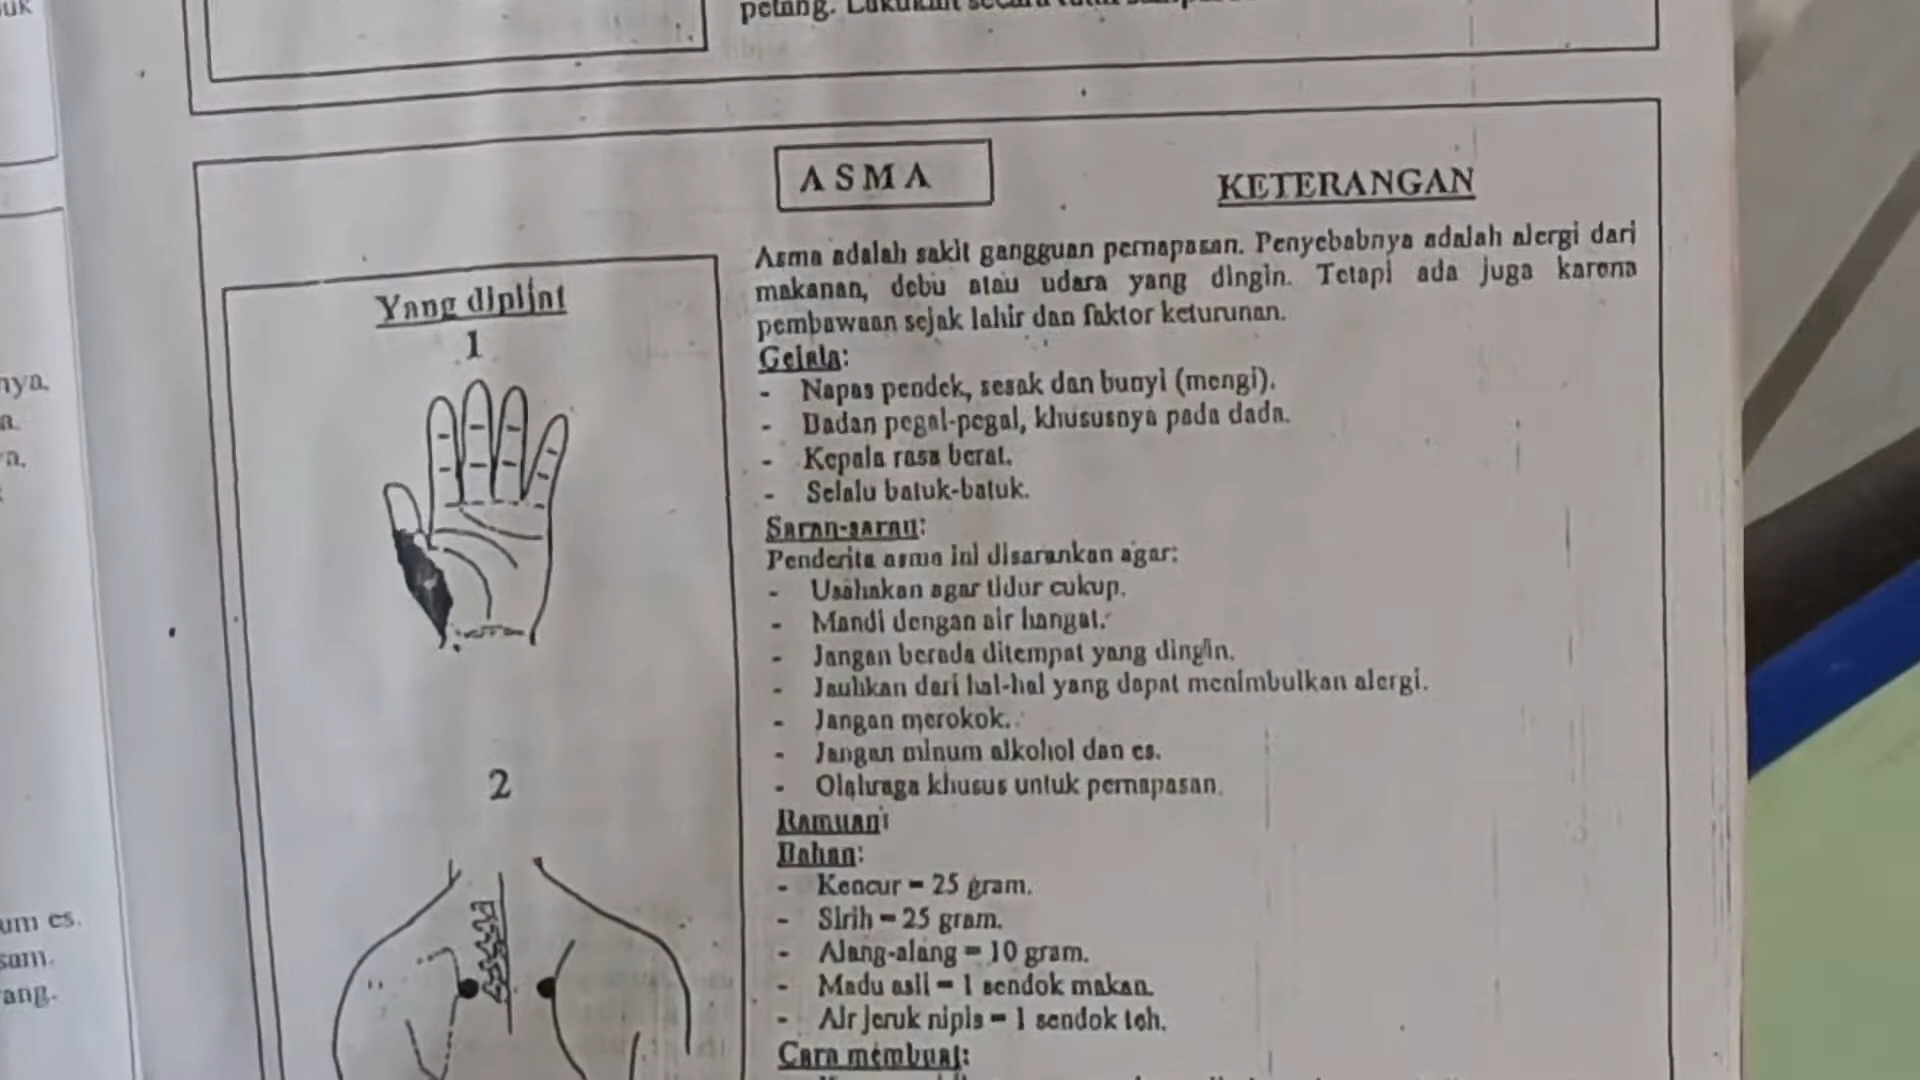 uk
petang.
ASMA
KETERANGAN
Yang dipijat
1
2
Asma adalah sakit gangguan pernapasan. Penyebabnya adalah alergi dari
makanan, debu atau udara yang dingin. Tetapi ada juga karena
pembawaan sejak lahir dan faktor keturunan.
Gejala:
- Napas pendek, sesak dan bunyi (mengi).
- Badan pegal-pegal, khususnya pada dada.
- Kepala rasa berat.
- Selalu batuk-batuk.
Saran-saran:
Penderita asma ini disarankan agar:
- Usahakan agar tidur cukup.
- Mandi dengan air hangat.
- Jangan berada ditempat yang dingin.
- Jauhkan dari hal-hal yang dapat menimbulkan alergi.
- Jangan merokok.
- Jangan minum alkohol dan es.
- Olahraga khusus untuk pernapasan.
Ramuan:
Bahan:
- Kencur = 25 gram.
- Sirih = 25 gram.
- Alang-alang = 10 gram.
- Madu asli = 1 sendok makan.
- Air jeruk nipis = 1 sendok teh.
Cara membuat:
nya.
a.
a.
um es.
sam.
ang.